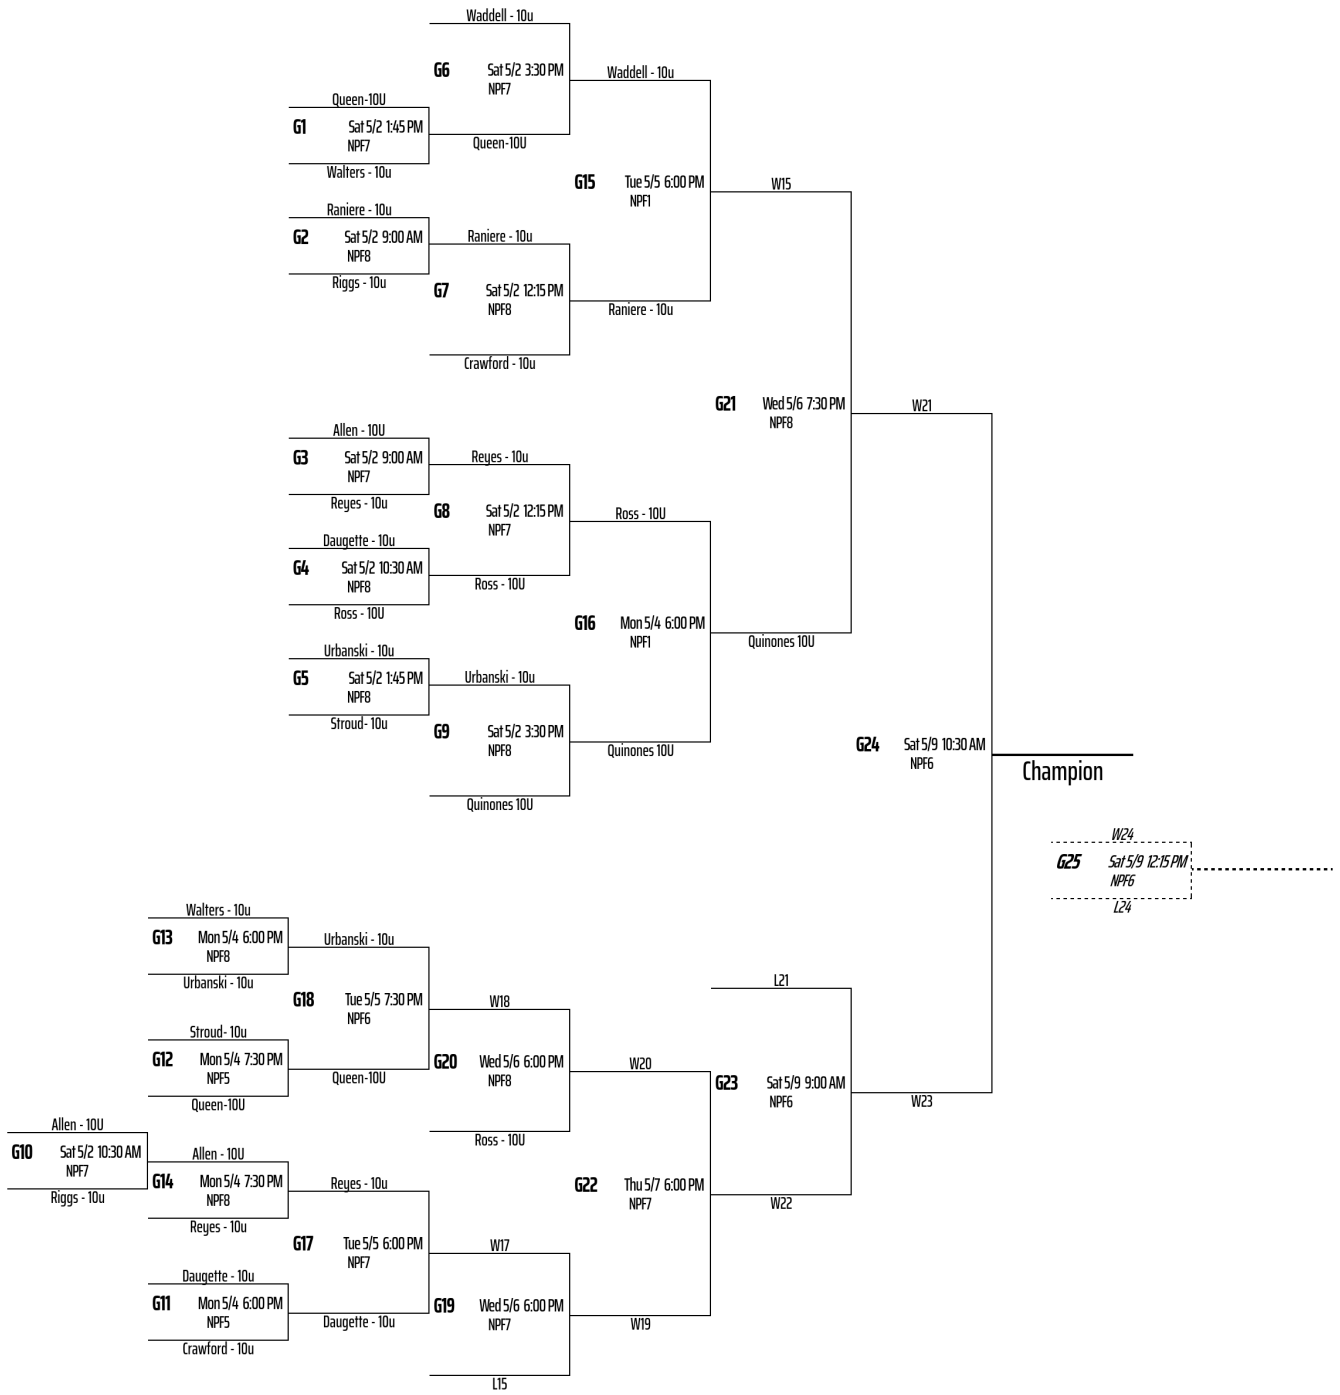 Waddell - 10u
G6 Sat 5/2 3:30 PM
NPF7
Waddell - 10u
Queen-10U
G1 Sat 5/2 1:45 PM
NPF7
Queen-10U
Walters - 10u
G15 Tue 5/5 6:00 PM
NPF1
W15
Raniere - 10u
G2 Sat 5/2 9:00 AM
NPF8
Raniere - 10u
Riggs - 10u
G7 Sat 5/2 12:15 PM
NPF8
Raniere - 10u
Crawford - 10u
G21 Wed 5/6 7:30 PM
NPF8
W21
Allen - 10U
G3 Sat 5/2 9:00 AM
NPF7
Reyes - 10u
Reyes - 10u
G8 Sat 5/2 12:15 PM
NPF7
Ross - 10U
Daugette - 10u
G4 Sat 5/2 10:30 AM
NPF8
Ross - 10U
Ross - 10U
G16 Mon 5/4 6:00 PM
NPF1
Quinones 10U
Urbanski - 10u
G5 Sat 5/2 1:45 PM
NPF8
Urbanski - 10u
Stroud- 10u
G9 Sat 5/2 3:30 PM
NPF8
Quinones 10U
Quinones 10U
G24 Sat 5/9 10:30 AM
NPF6
Champion
W24
G25 Sat 5/9 12:15 PM
NPF6
L24
Walters - 10u
G13 Mon 5/4 6:00 PM
NPF8
Urbanski - 10u
Urbanski - 10u
G18 Tue 5/5 7:30 PM
NPF6
W18
Stroud- 10u
G12 Mon 5/4 7:30 PM
NPF5
Queen-10U
Queen-10U
G20 Wed 5/6 6:00 PM
NPF8
W20
Ross - 10U
L21
G23 Sat 5/9 9:00 AM
NPF6
W23
Allen - 10U
G10 Sat 5/2 10:30 AM
NPF7
Riggs - 10u
Allen - 10U
G14 Mon 5/4 7:30 PM
NPF8
Reyes - 10u
Reyes - 10u
G22 Thu 5/7 6:00 PM
NPF7
W22
G17 Tue 5/5 6:00 PM
NPF7
W17
Daugette - 10u
G11 Mon 5/4 6:00 PM
NPF5
Daugette - 10u
Crawford - 10u
G19 Wed 5/6 6:00 PM
NPF7
W19
L15